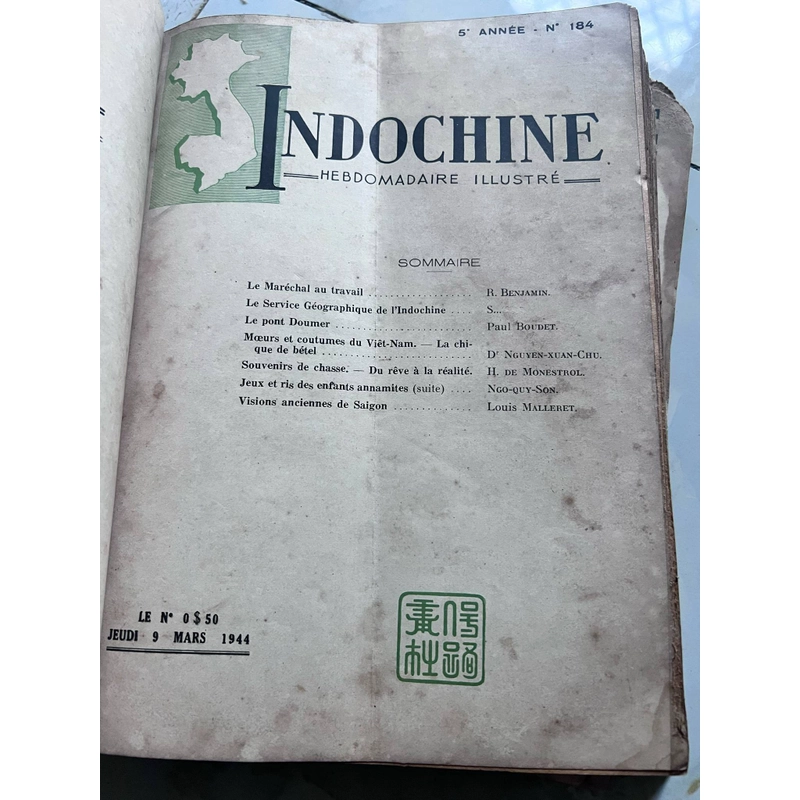 5ᵉ ANNÉE - Nº 184
INDOCHINE
HEBDOMADAIRE ILLUSTRÉ
SOMMAIRE
Le Maréchal au travail .................. R. BENJAMIN.
Le Service Géographique de l'Indochine .... S...
Le pont Doumer ....................... Paul BOUDET.
Mœurs et coutumes du Viêt-Nam. — La chi-
que de bétel ......................... Dʳ NGUYEN-XUAN-CHU.
Souvenirs de chasse. — Du rêve à la réalité. H. DE MONESTROL.
Jeux et ris des enfants annamites (suite) .... NGO-QUY-SON.
Visions anciennes de Saigon .............. Louis MALLERET.
LE Nº 0$50
JEUDI 9 MARS 1944